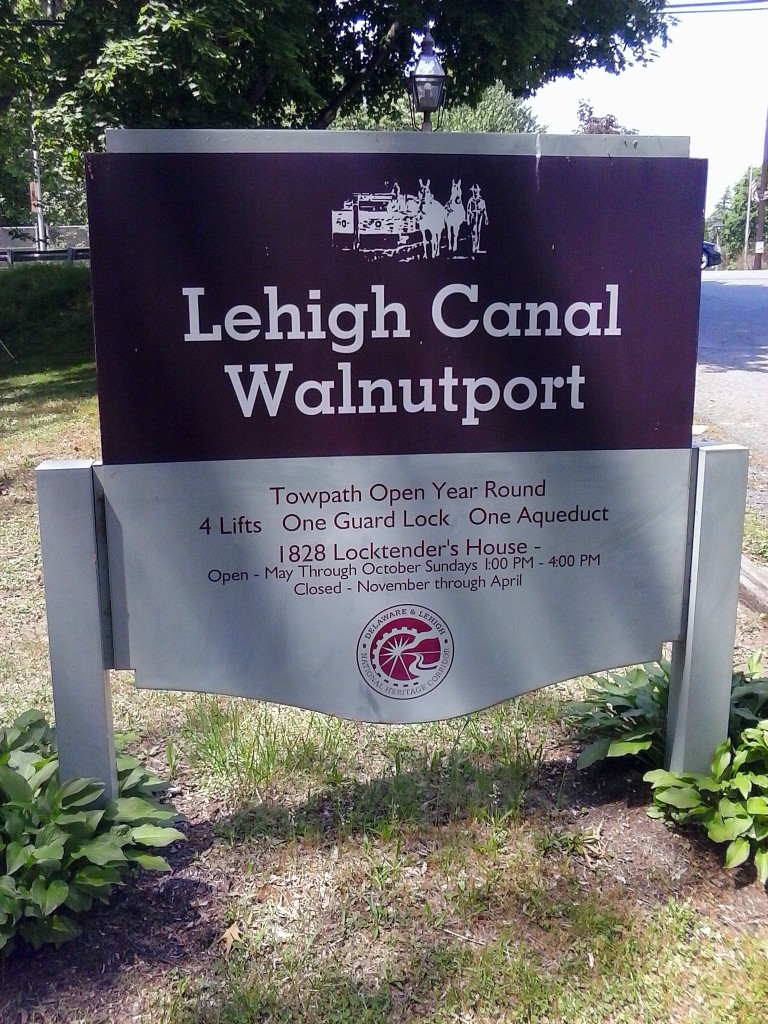 Lehigh Canal
Walnutport
Towpath Open Year Round
4 Lifts One Guard Lock One Aqueduct
1828 Locktender's House -
Open - May Through October Sundays 1:00 PM - 4:00 PM
Closed - November through April
DELAWARE & LEHIGH
NATIONAL HERITAGE CORRIDOR